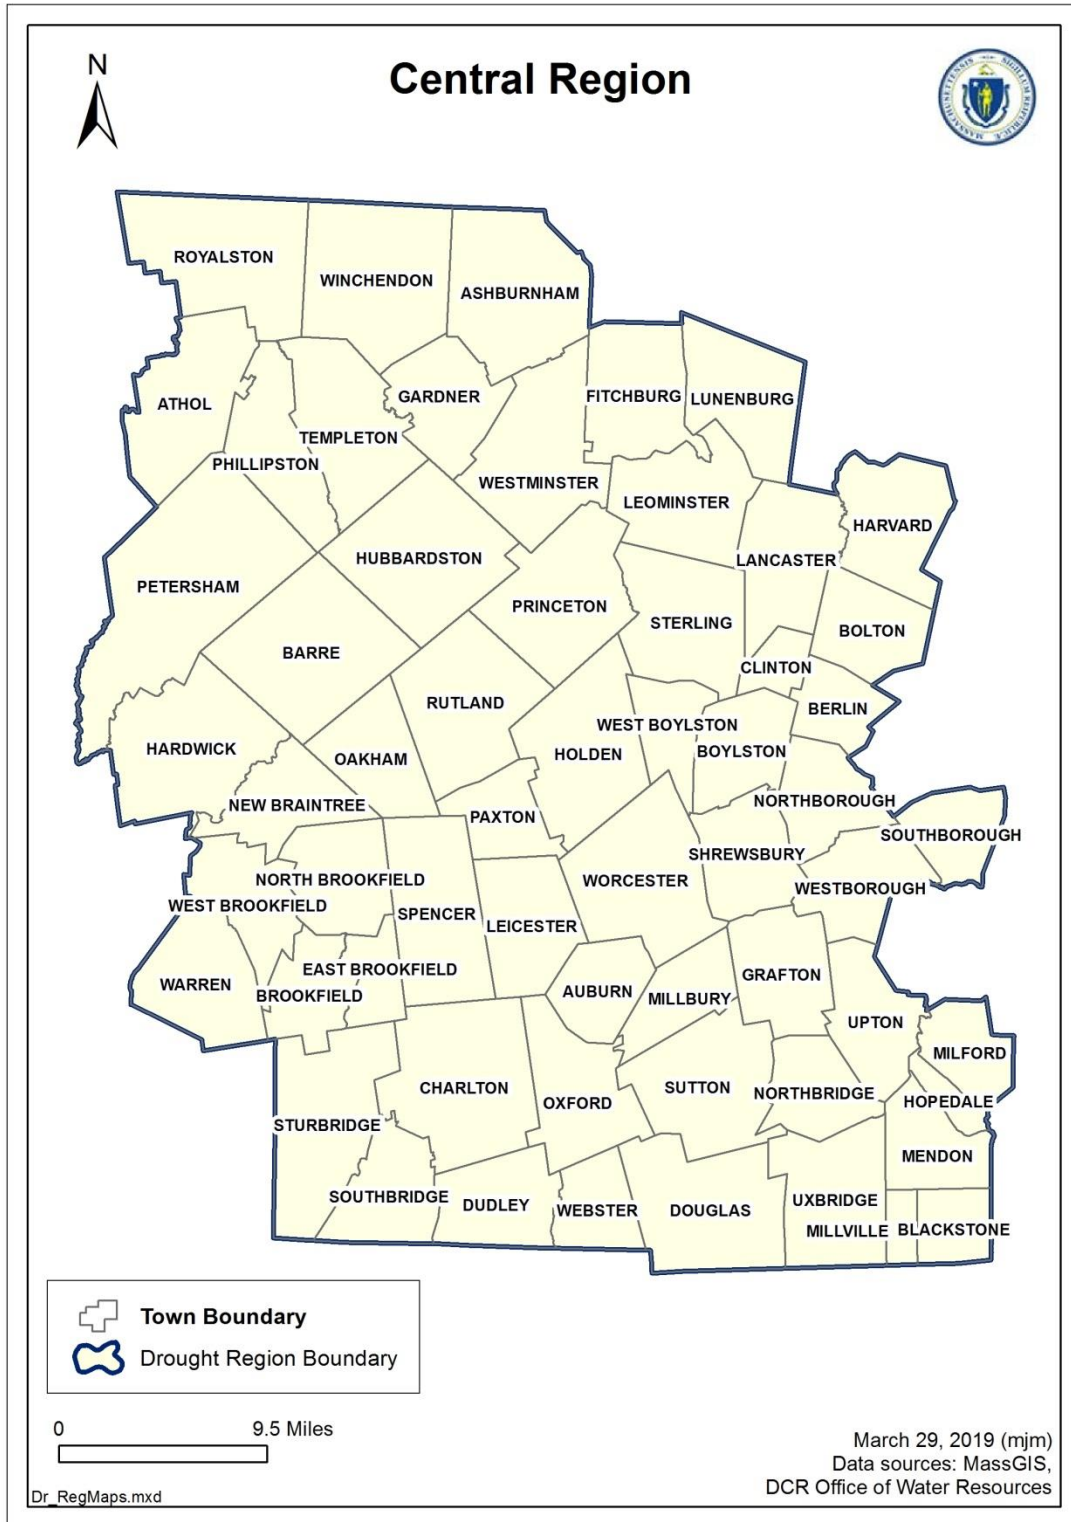 N
Central Region
MASSACHUSETTENSIS SIGILLUM REIPUBLICÆ
ROYALSTON
WINCHENDON
ASHBURNHAM
ATHOL
GARDNER
FITCHBURG
LUNENBURG
TEMPLETON
PHILLIPSTON
WESTMINSTER
LEOMINSTER
HARVARD
HUBBARDSTON
LANCASTER
PETERSHAM
PRINCETON
STERLING
BOLTON
BARRE
CLINTON
RUTLAND
BERLIN
WEST BOYLSTON
HARDWICK
OAKHAM
HOLDEN
BOYLSTON
NEW BRAINTREE
PAXTON
NORTHBOROUGH
SOUTHBOROUGH
SHREWSBURY
NORTH BROOKFIELD
WORCESTER
WESTBOROUGH
WEST BROOKFIELD
SPENCER
LEICESTER
EAST BROOKFIELD
GRAFTON
WARREN
BROOKFIELD
AUBURN
MILLBURY
UPTON
MILFORD
CHARLTON
SUTTON
NORTHBRIDGE
OXFORD
HOPEDALE
STURBRIDGE
MENDON
SOUTHBRIDGE
DUDLEY
WEBSTER
DOUGLAS
UXBRIDGE
MILLVILLE
BLACKSTONE
Town Boundary
Drought Region Boundary
0 9.5 Miles
March 29, 2019 (mjm)
Data sources: MassGIS,
DCR Office of Water Resources
Dr_RegMaps.mxd